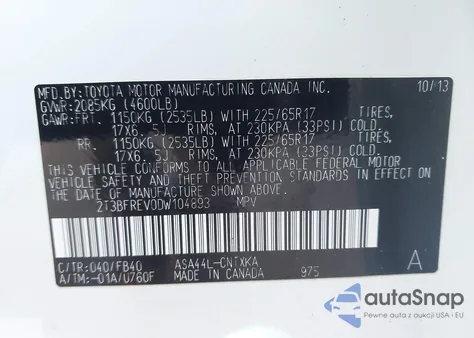 MFD.BY:TOYOTA MOTOR MANUFACTURING CANADA INC. 10/13
GVWR:2085KG (4600LB)
GAWR:FRT. 1150KG (2535LB) WITH 225/65R17 TIRES,
17X6. 5J RIMS, AT 230KPA (33PSI) COLD.
RR. 1150KG (2535LB) WITH 225/65R17 TIRES,
17X6. 5J RIMS, AT 230KPA (33PSI) COLD.
THIS VEHICLE CONFORMS TO ALL APPLICABLE FEDERAL MOTOR
VEHICLE SAFETY AND THEFT PREVENTION STANDARDS IN EFFECT ON
THE DATE OF MANUFACTURE SHOWN ABOVE.
2T3BFREV0DW104893 MPV
C/TR:040/FB40 ASA44L-CNTXKA
A/TM:-01A/U760F MADE IN CANADA 975 A
autoSnap
Pewne auta z USA i EU